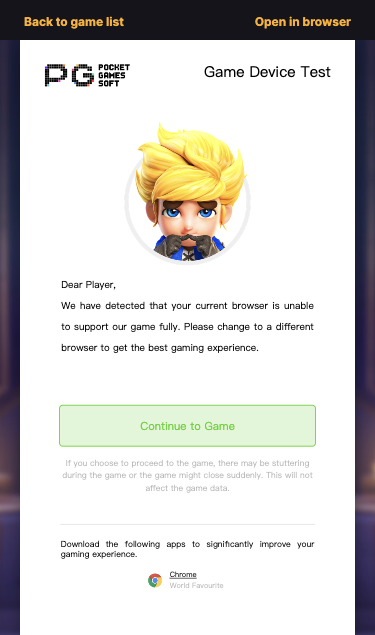 Back to game list
Open in browser
PG POCKET GAMES SOFT
Game Device Test
Dear Player,
We have detected that your current browser is unable
to support our game fully. Please change to a different
browser to get the best gaming experience.
Continue to Game
If you choose to proceed to the game, there may be stuttering
during the game or the game might close suddenly. This will not
affect the game data.
Download the following apps to significantly improve your
gaming experience.
Chrome
World Favourite